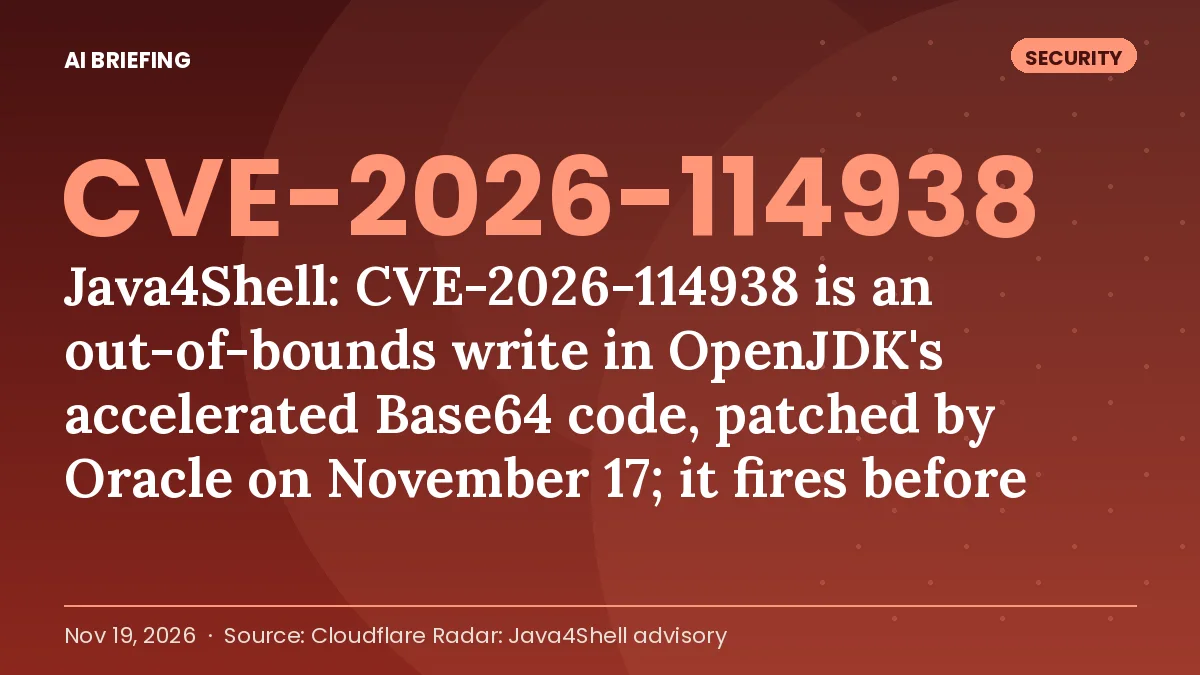 AI BRIEFING
SECURITY
CVE-2026-114938
Java4Shell: CVE-2026-114938 is an
out-of-bounds write in OpenJDK's
accelerated Base64 code, patched by
Oracle on November 17; it fires before
Nov 19, 2026 · Source: Cloudflare Radar: Java4Shell advisory